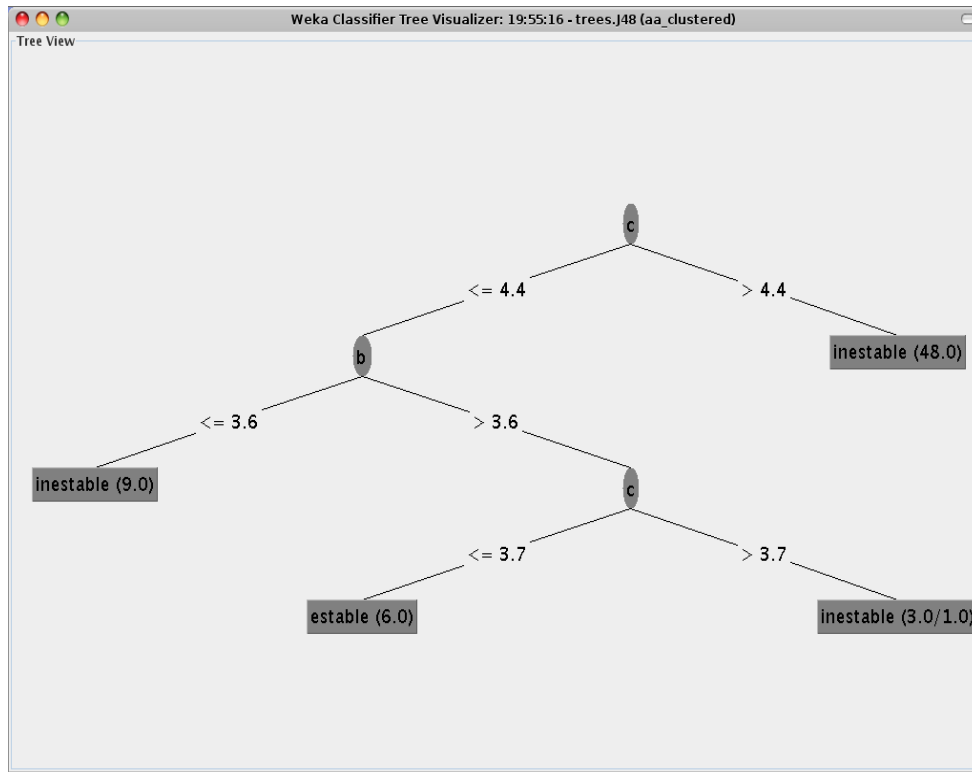 Weka Classifier Tree Visualizer: 19:55:16 - trees.J48 (aa_clustered)
Tree View
c
<= 4.4
> 4.4
b
inestable (48.0)
<= 3.6
> 3.6
inestable (9.0)
c
<= 3.7
> 3.7
estable (6.0)
inestable (3.0/1.0)